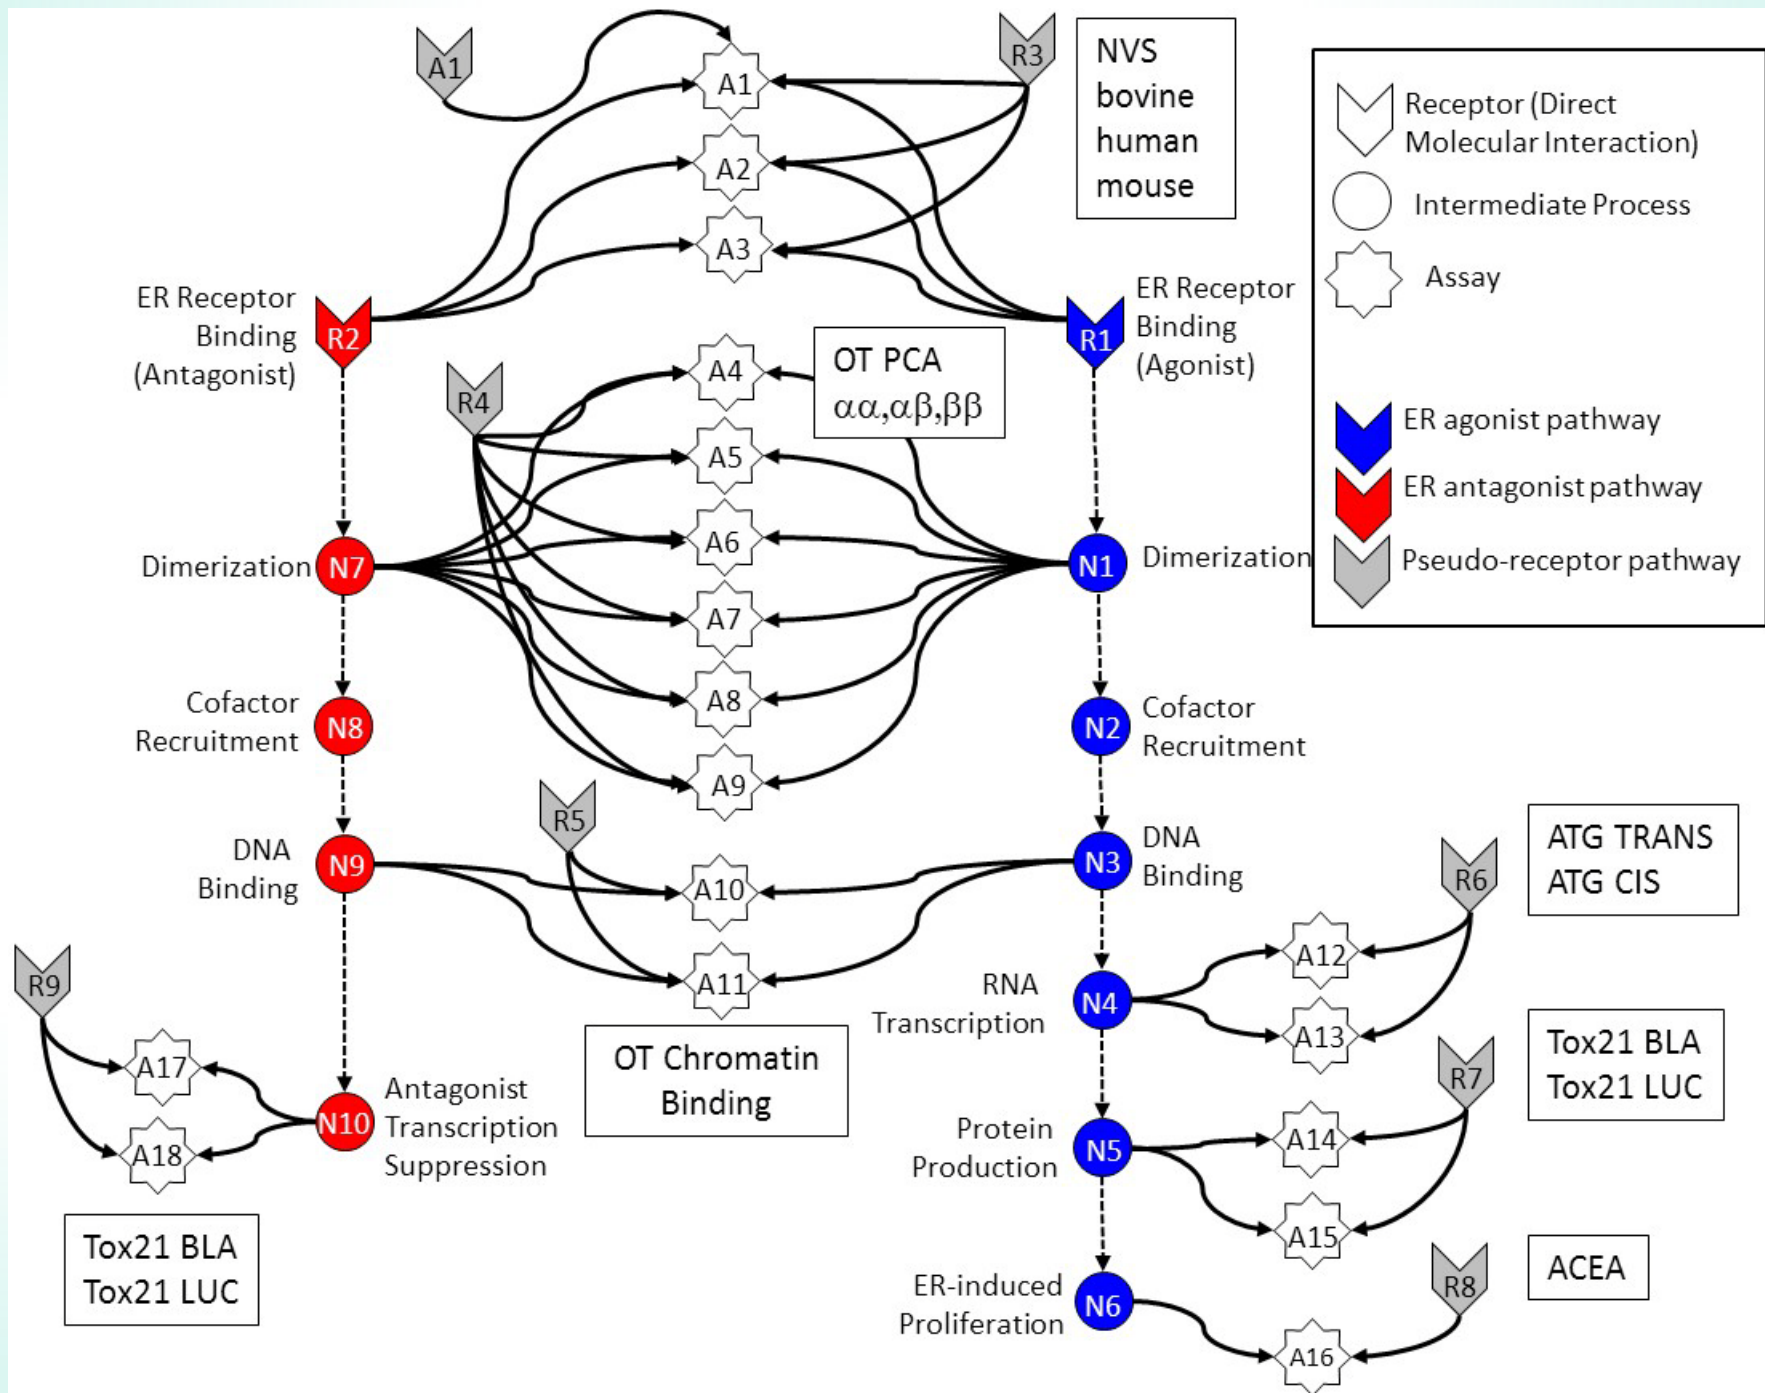 A1
R3
A1
A2
A3
NVS
bovine
human
mouse
Receptor (Direct
Molecular Interaction)
Intermediate Process
Assay
ER agonist pathway
ER antagonist pathway
Pseudo-receptor pathway
ER Receptor
Binding
(Antagonist)
R2
R1
ER Receptor
Binding
(Agonist)
R4
OT PCA
αα,αβ,ββ
A4
A5
A6
A7
A8
A9
Dimerization
N7
N1
Dimerization
Cofactor
Recruitment
N8
N2
Cofactor
Recruitment
R5
DNA
Binding
N9
A10
A11
N3
DNA
Binding
OT Chromatin
Binding
R6
ATG TRANS
ATG CIS
RNA
Transcription
N4
A12
A13
R9
A17
A18
N10
Antagonist
Transcription
Suppression
Tox21 BLA
Tox21 LUC
R7
Tox21 BLA
Tox21 LUC
Protein
Production
N5
A14
A15
R8
ACEA
ER-induced
Proliferation
N6
A16